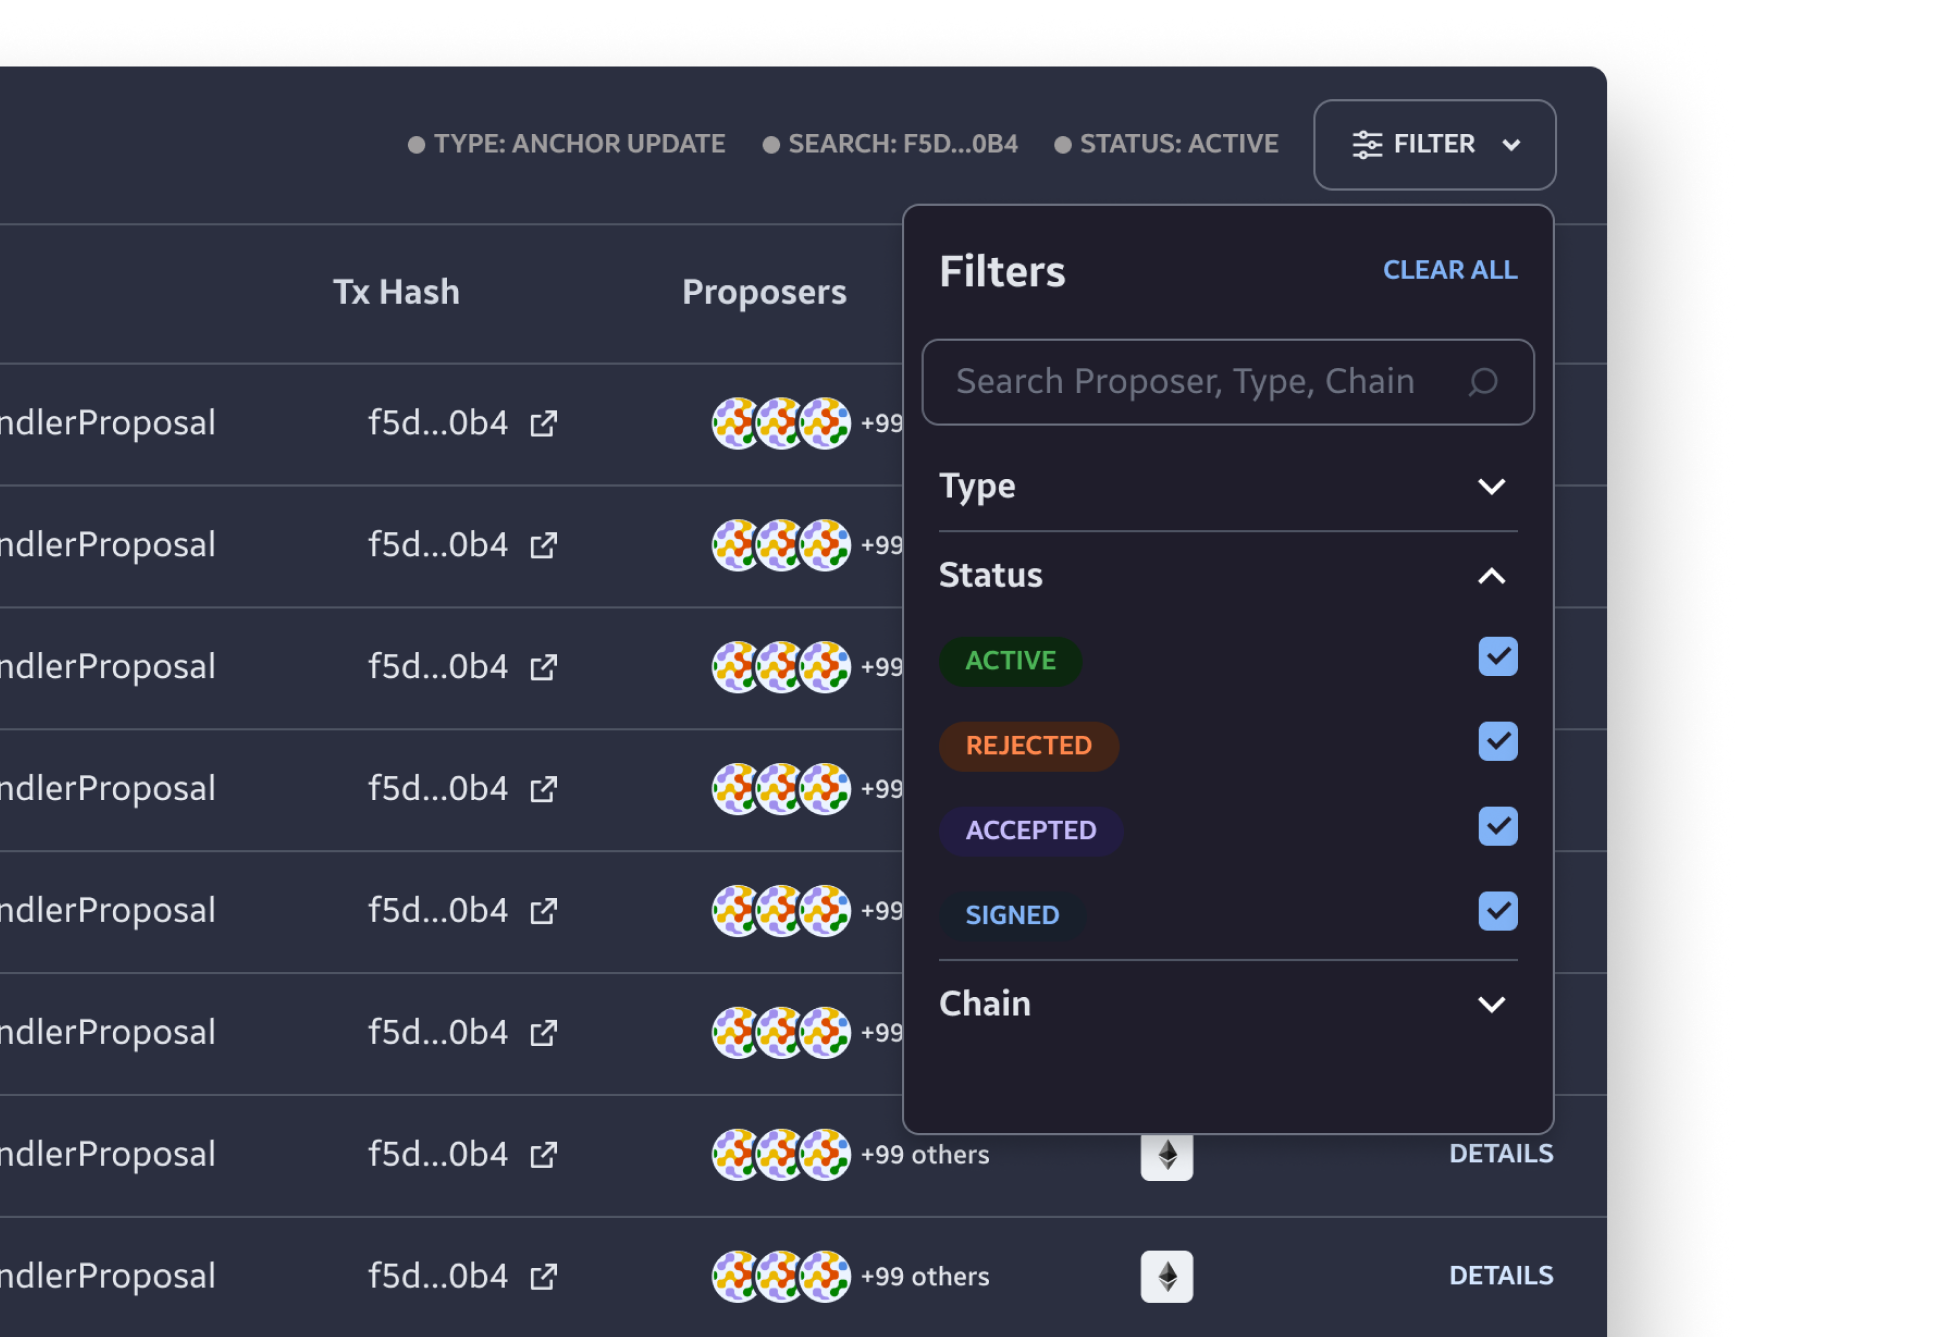 TYPE: ANCHOR UPDATE SEARCH: F5D...0B4 STATUS: ACTIVE FILTER
Filters CLEAR ALL
Tx Hash Proposers
Search Proposer, Type, Chain
ndlerProposal f5d...0b4 +99
Type
ndlerProposal f5d...0b4 +99
Status
ndlerProposal f5d...0b4 +99
ACTIVE
REJECTED
ndlerProposal f5d...0b4 +99
ACCEPTED
ndlerProposal f5d...0b4 +99
SIGNED
Chain
ndlerProposal f5d...0b4 +99
ndlerProposal f5d...0b4 +99 others DETAILS
ndlerProposal f5d...0b4 +99 others DETAILS